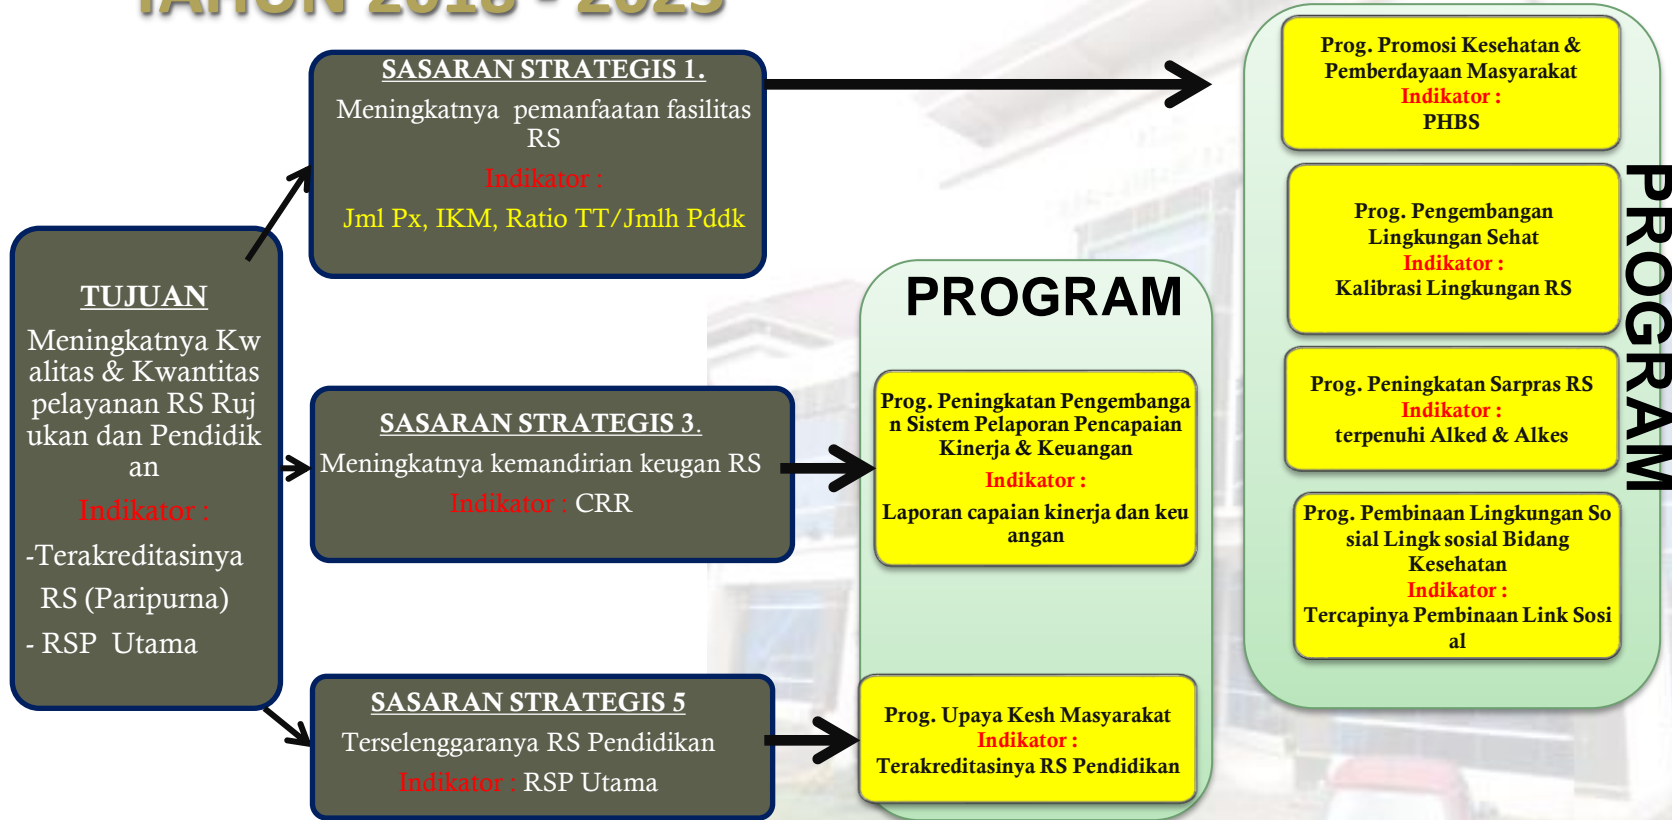 TAHUN 2018 - 2023
SASARAN STRATEGIS 1.
Meningkatnya pemanfaatan fasilitas
RS
Indikator :
Jml Px, IKM, Ratio TT/Jmlh Pddk
TUJUAN
Meningkatnya Kw
alitas & Kwantitas
pelayanan RS Ruj
ukan dan Pendidik
an
Indikator :
-Terakreditasinya
RS (Paripurna)
- RSP Utama
SASARAN STRATEGIS 3.
Meningkatnya kemandirian keugan RS
Indikator : CRR
SASARAN STRATEGIS 5
Terselenggaranya RS Pendidikan
Indikator : RSP Utama
PROGRAM
Prog. Peningkatan Pengembanga
n Sistem Pelaporan Pencapaian
Kinerja & Keuangan
Indikator :
Laporan capaian kinerja dan keu
angan
Prog. Upaya Kesh Masyarakat
Indikator :
Terakreditasinya RS Pendidikan
Prog. Promosi Kesehatan &
Pemberdayaan Masyarakat
Indikator :
PHBS
Prog. Pengembangan
Lingkungan Sehat
Indikator :
Kalibrasi Lingkungan RS
Prog. Peningkatan Sarpras RS
Indikator :
terpenuhi Alked & Alkes
Prog. Pembinaan Lingkungan So
sial Lingk sosial Bidang
Kesehatan
Indikator :
Tercapinya Pembinaan Link Sosi
al
PROGRAM